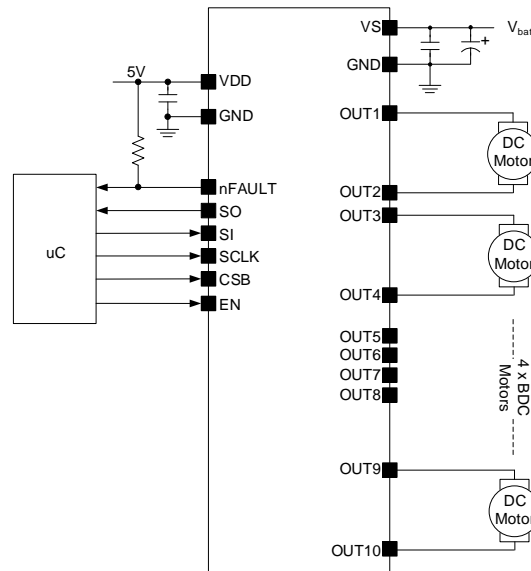 VS
V bat
GND
5V
VDD
GND
OUT1
DC
Motor
OUT2
nFAULT
SO
OUT3
uC
SI
SCLK
DC
Motor
CSB
EN
OUT4
OUT5
OUT6
OUT7
OUT8
4 x BDC
Motors
OUT9
DC
Motor
OUT10